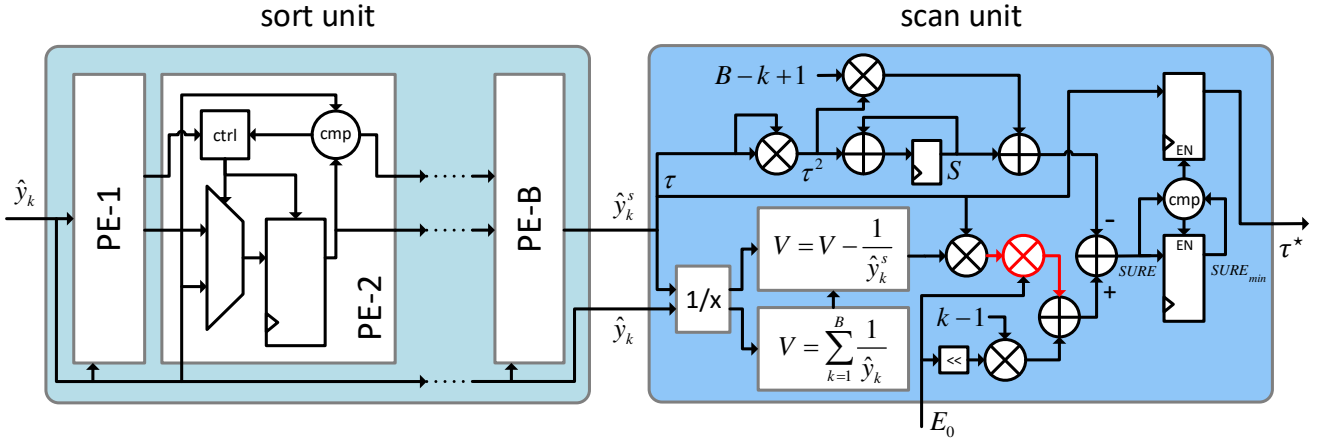 sort unit
scan unit
B − k + 1
ctrl
cmp
τ²
S
EN
ŷ_k
PE-1
PE-2
PE-B
ŷ_k^s
τ
cmp
V = V − 1/ŷ_k^s
-
EN
SURE
SURE_min
τ*
1/x
+
ŷ_k
k − 1
V = ∑_{k=1}^{B} 1/ŷ_k
<<
E_0